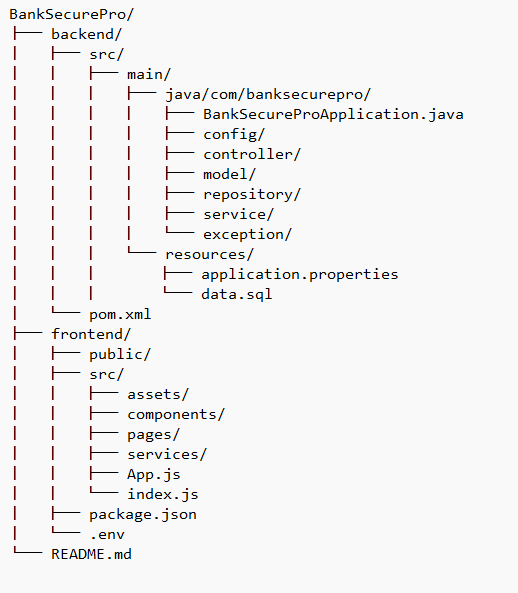 BankSecurePro/
├── backend/
│   ├── src/
│   │   ├── main/
│   │   │   ├── java/com/banksecurepro/
│   │   │   │   ├── BankSecureProApplication.java
│   │   │   │   ├── config/
│   │   │   │   ├── controller/
│   │   │   │   ├── model/
│   │   │   │   ├── repository/
│   │   │   │   ├── service/
│   │   │   │   ├── exception/
│   │   │   └── resources/
│   │   │       ├── application.properties
│   │   │       └── data.sql
│   └── pom.xml
├── frontend/
│   ├── public/
│   ├── src/
│   │   ├── assets/
│   │   ├── components/
│   │   ├── pages/
│   │   ├── services/
│   │   ├── App.js
│   │   └── index.js
│   ├── package.json
│   └── .env
└── README.md